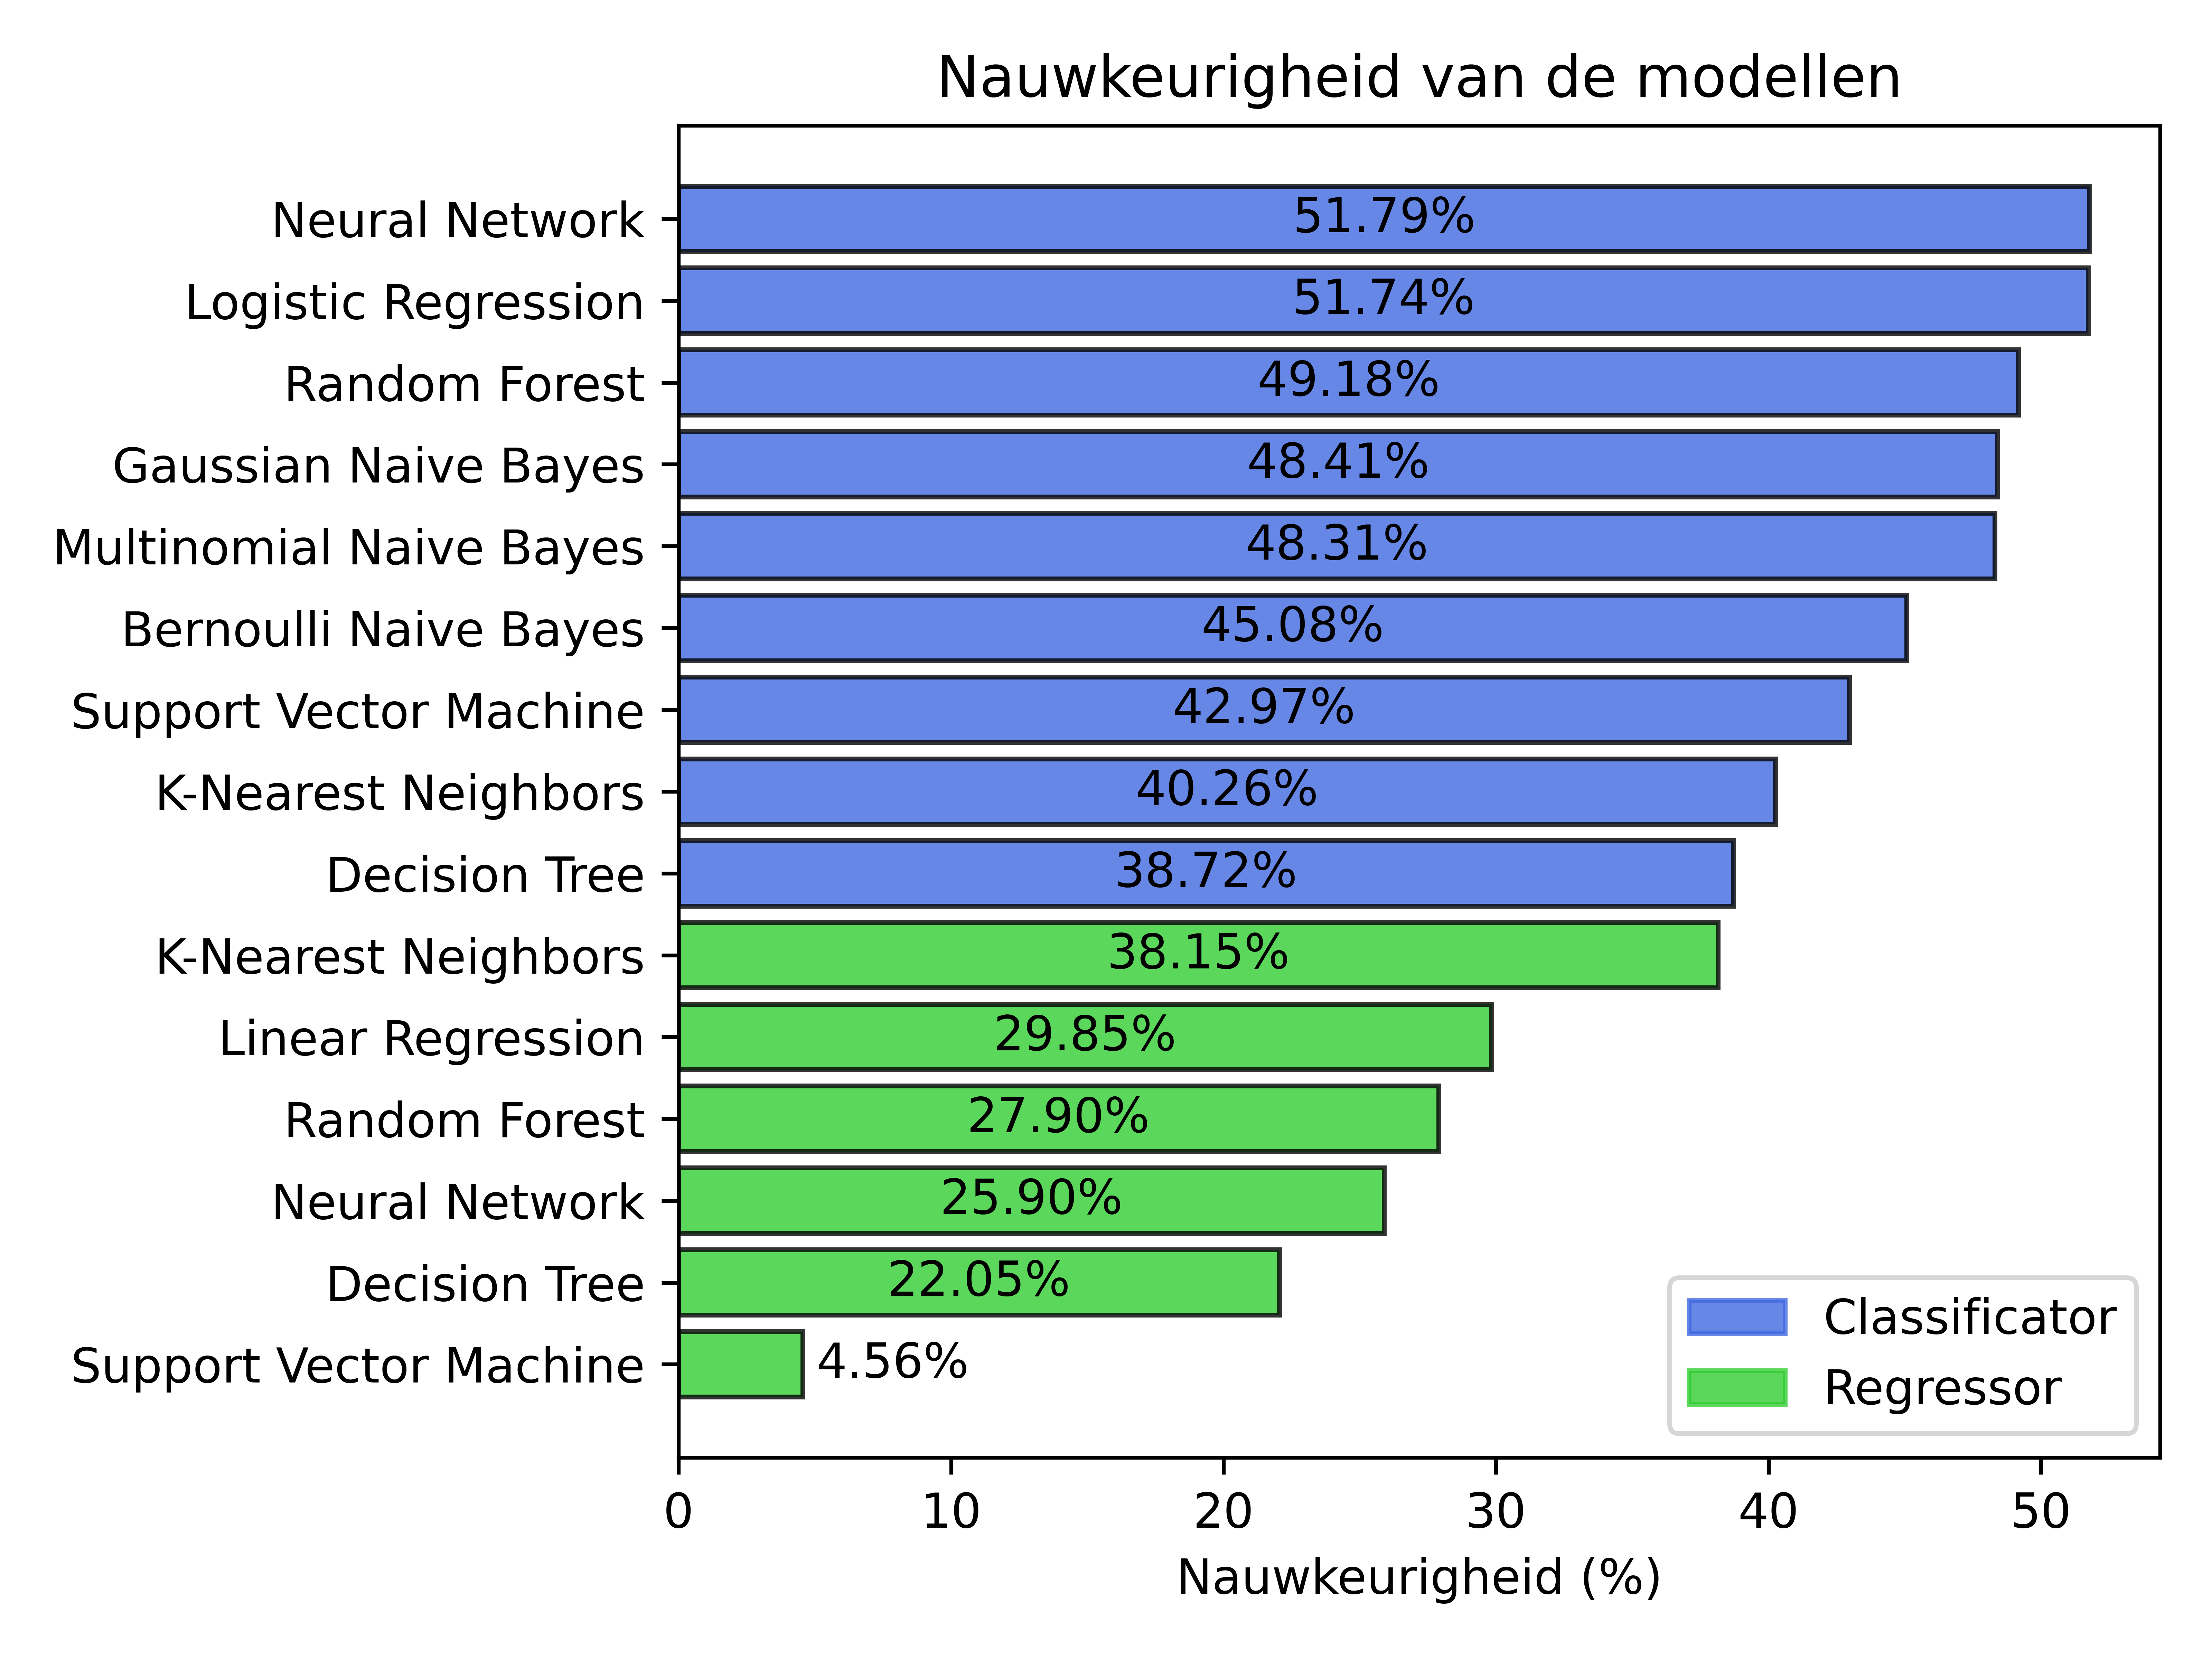 Nauwkeurigheid van de modellen
Neural Network 51.79%
Logistic Regression 51.74%
Random Forest 49.18%
Gaussian Naive Bayes 48.41%
Multinomial Naive Bayes 48.31%
Bernoulli Naive Bayes 45.08%
Support Vector Machine 42.97%
K-Nearest Neighbors 40.26%
Decision Tree 38.72%
K-Nearest Neighbors 38.15%
Linear Regression 29.85%
Random Forest 27.90%
Neural Network 25.90%
Decision Tree 22.05%
Support Vector Machine 4.56%
Classificator
Regressor
0 10 20 30 40 50
Nauwkeurigheid (%)